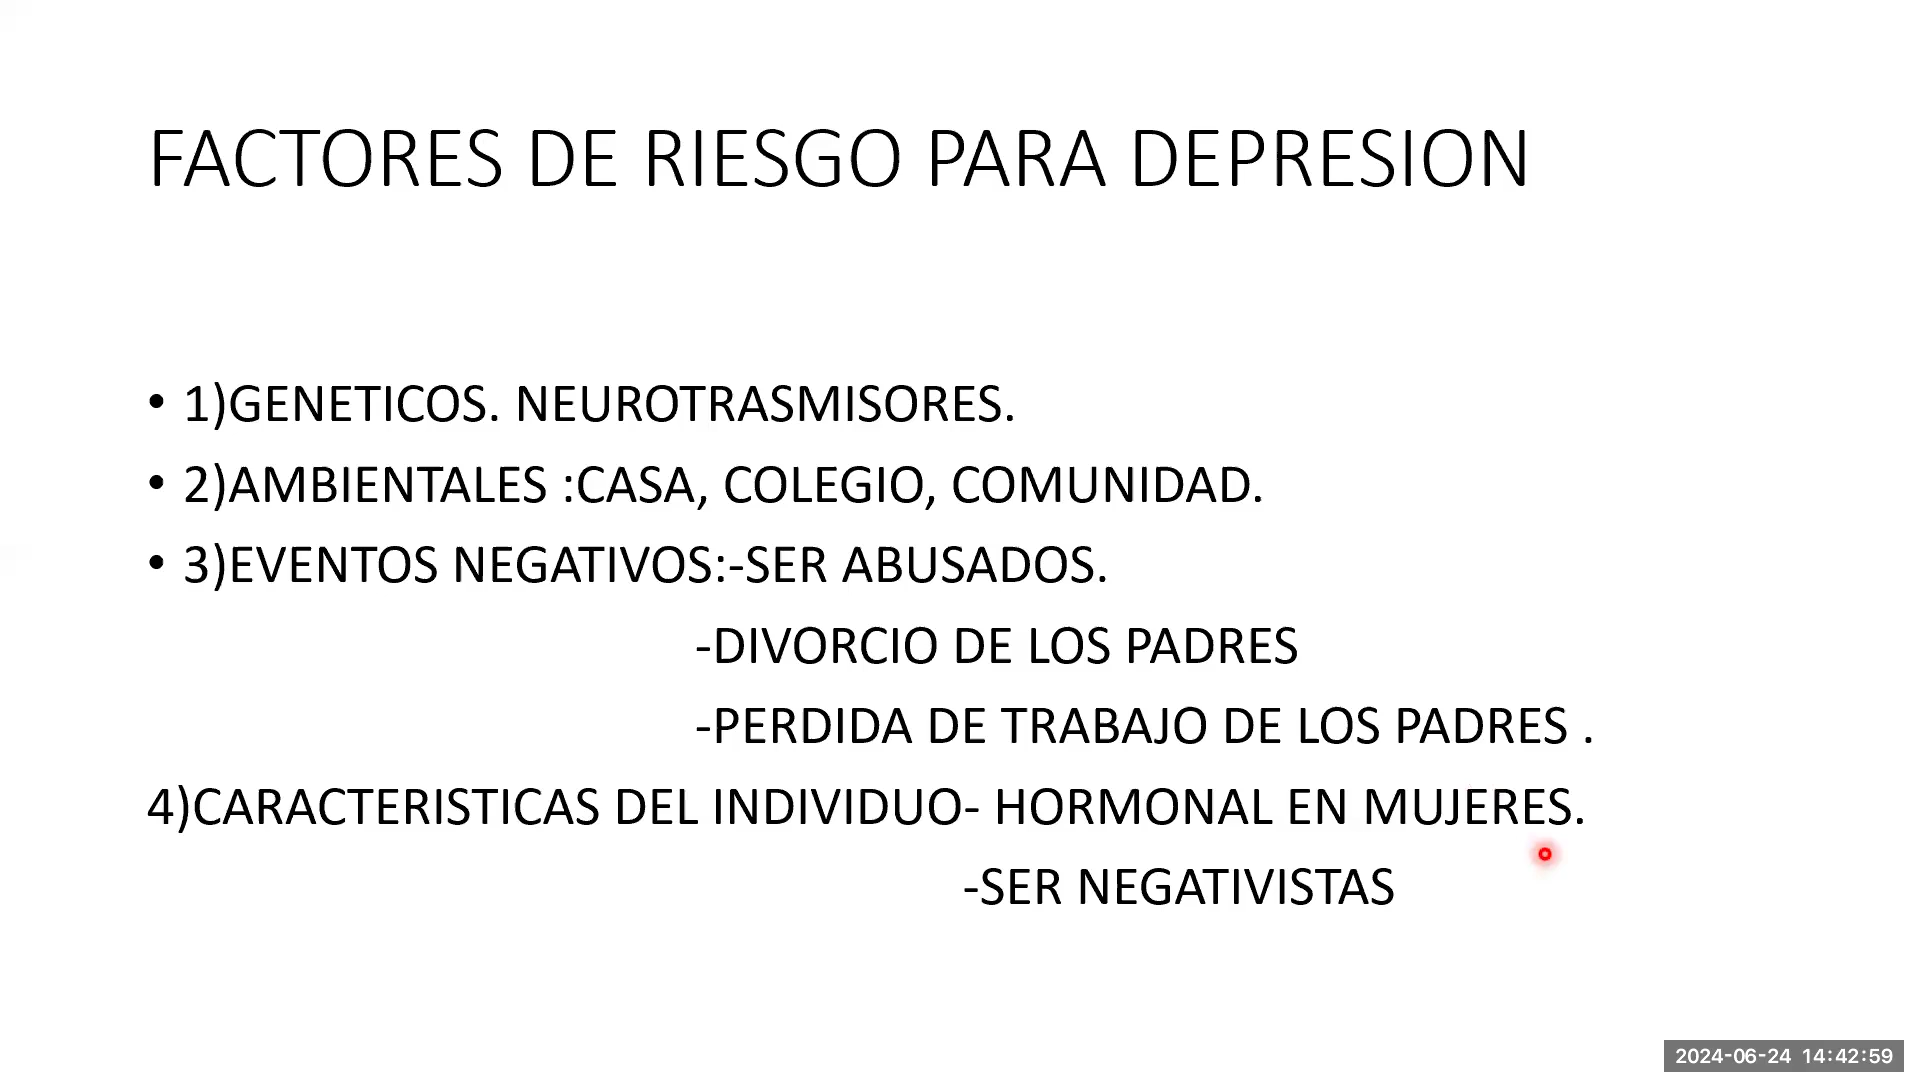 FACTORES DE RIESGO PARA DEPRESION
• 1)GENETICOS. NEUROTRASMISORES.
• 2)AMBIENTALES :CASA, COLEGIO, COMUNIDAD.
• 3)EVENTOS NEGATIVOS:-SER ABUSADOS.
-DIVORCIO DE LOS PADRES
-PERDIDA DE TRABAJO DE LOS PADRES .
4)CARACTERISTICAS DEL INDIVIDUO- HORMONAL EN MUJERES.
-SER NEGATIVISTAS
2024-06-24 14:42:59